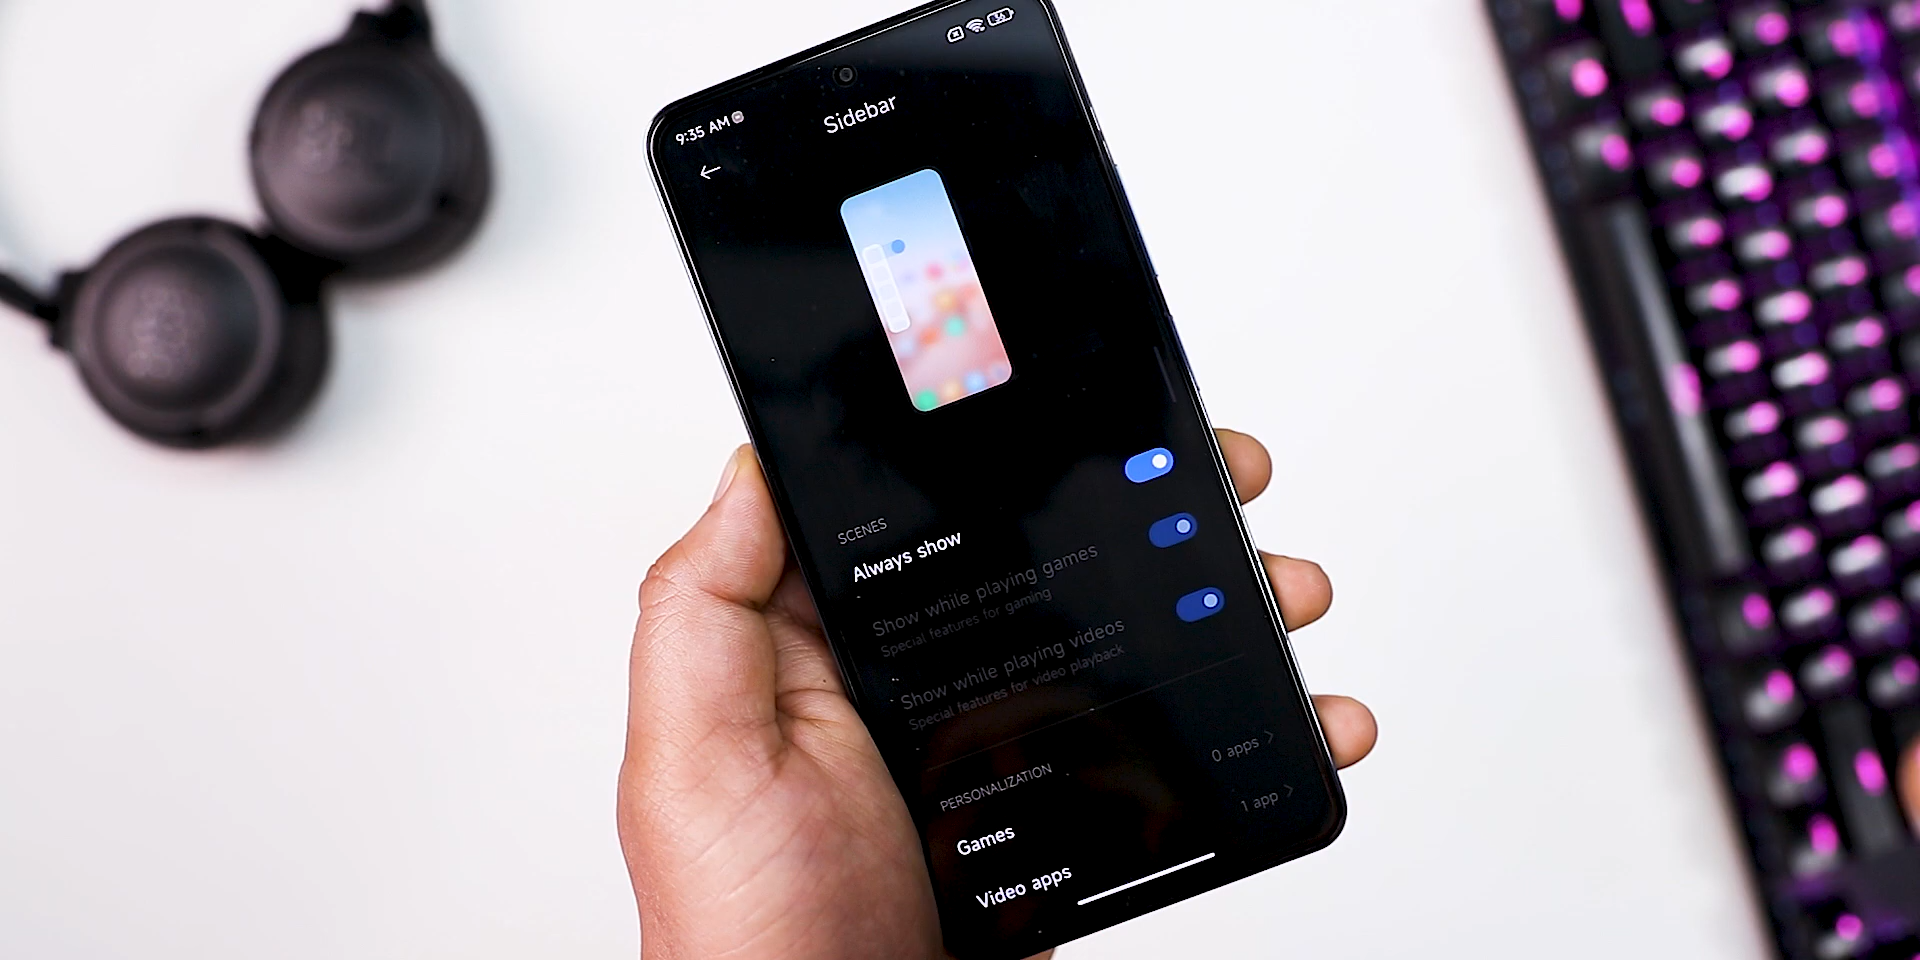 9:35 AM
56
Sidebar
SCENES
Always show
Show while playing games
Special features for gaming
Show while playing videos
Special features for video playback
PERSONALIZATION
Games
0 apps
Video apps
1 app